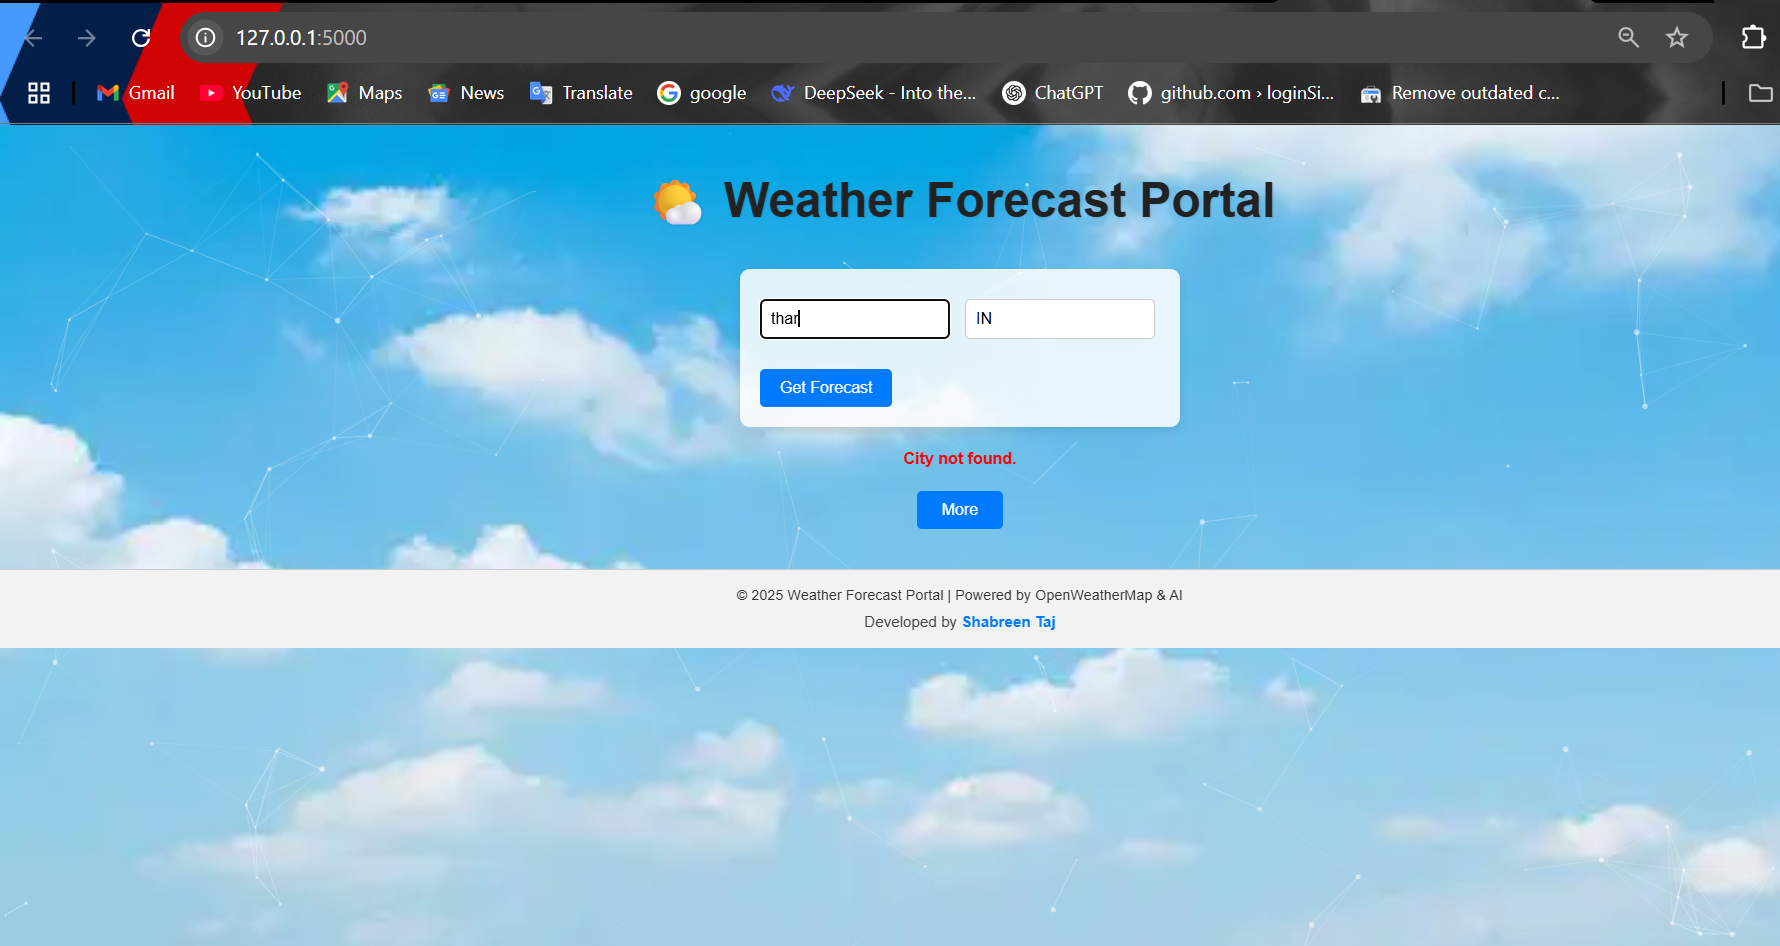 127.0.0.1:5000
Gmail YouTube Maps News Translate google DeepSeek - Into the... ChatGPT github.com › loginSi... Remove outdated c...
Weather Forecast Portal
thar IN
Get Forecast
City not found.
More
© 2025 Weather Forecast Portal | Powered by OpenWeatherMap & AI
Developed by Shabreen Taj